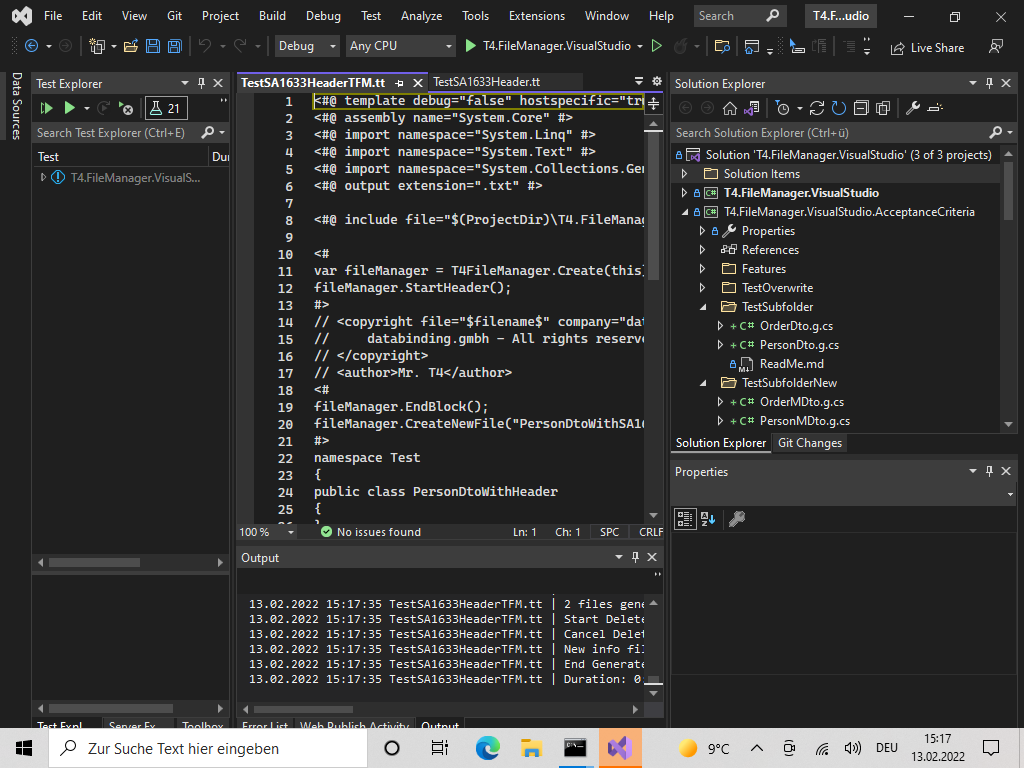 File Edit View Git Project Build Debug Test Analyze Tools Extensions Window Help Search T4.F...udio
Debug Any CPU T4.FileManager.VisualStudio Live Share
Data Sources
Test Explorer
21
Search Test Explorer (Ctrl+E)
Test Dur
T4.FileManager.VisualS...
TestSA1633HeaderTFM.tt TestSA1633Header.tt
1 <#@ template debug="false" hostspecific="tr
2 <#@ assembly name="System.Core" #>
3 <#@ import namespace="System.Linq" #>
4 <#@ import namespace="System.Text" #>
5 <#@ import namespace="System.Collections.Gen
6 <#@ output extension=".txt" #>
7
8 <#@ include file="$(ProjectDir)\T4.FileManag
9
10 <#
11 var fileManager = T4FileManager.Create(this)
12 fileManager.StartHeader();
13 #>
14 // <copyright file="$filename$" company="dat
15 //     databinding.gmbh - All rights reserve
16 // </copyright>
17 // <author>Mr. T4</author>
18 <#
19 fileManager.EndBlock();
20 fileManager.CreateNewFile("PersonDtoWithSA16
21 #>
22 namespace Test
23 {
24 public class PersonDtoWithHeader
25 {
100 % No issues found Ln: 1 Ch: 1 SPC CRLF
Output
13.02.2022 15:17:35 TestSA1633HeaderTFM.tt | 2 files gene
13.02.2022 15:17:35 TestSA1633HeaderTFM.tt | Start Delete
13.02.2022 15:17:35 TestSA1633HeaderTFM.tt | Cancel Delet
13.02.2022 15:17:35 TestSA1633HeaderTFM.tt | New info fil
13.02.2022 15:17:35 TestSA1633HeaderTFM.tt | End Generate
13.02.2022 15:17:35 TestSA1633HeaderTFM.tt | Duration: 0
Solution Explorer
Search Solution Explorer (Ctrl+ü)
Solution 'T4.FileManager.VisualStudio' (3 of 3 projects)
Solution Items
C# T4.FileManager.VisualStudio
C# T4.FileManager.VisualStudio.AcceptanceCriteria
Properties
References
Features
TestOverwrite
TestSubfolder
+ C# OrderDto.g.cs
+ C# PersonDto.g.cs
ReadMe.md
TestSubfolderNew
+ C# OrderMDto.g.cs
+ C# PersonMDto.g.cs
Solution Explorer Git Changes
Properties
Test Expl... Server Ex... Toolbox Error List Web Publish Activity Output
Zur Suche Text hier eingeben 9°C DEU 15:17
13.02.2022